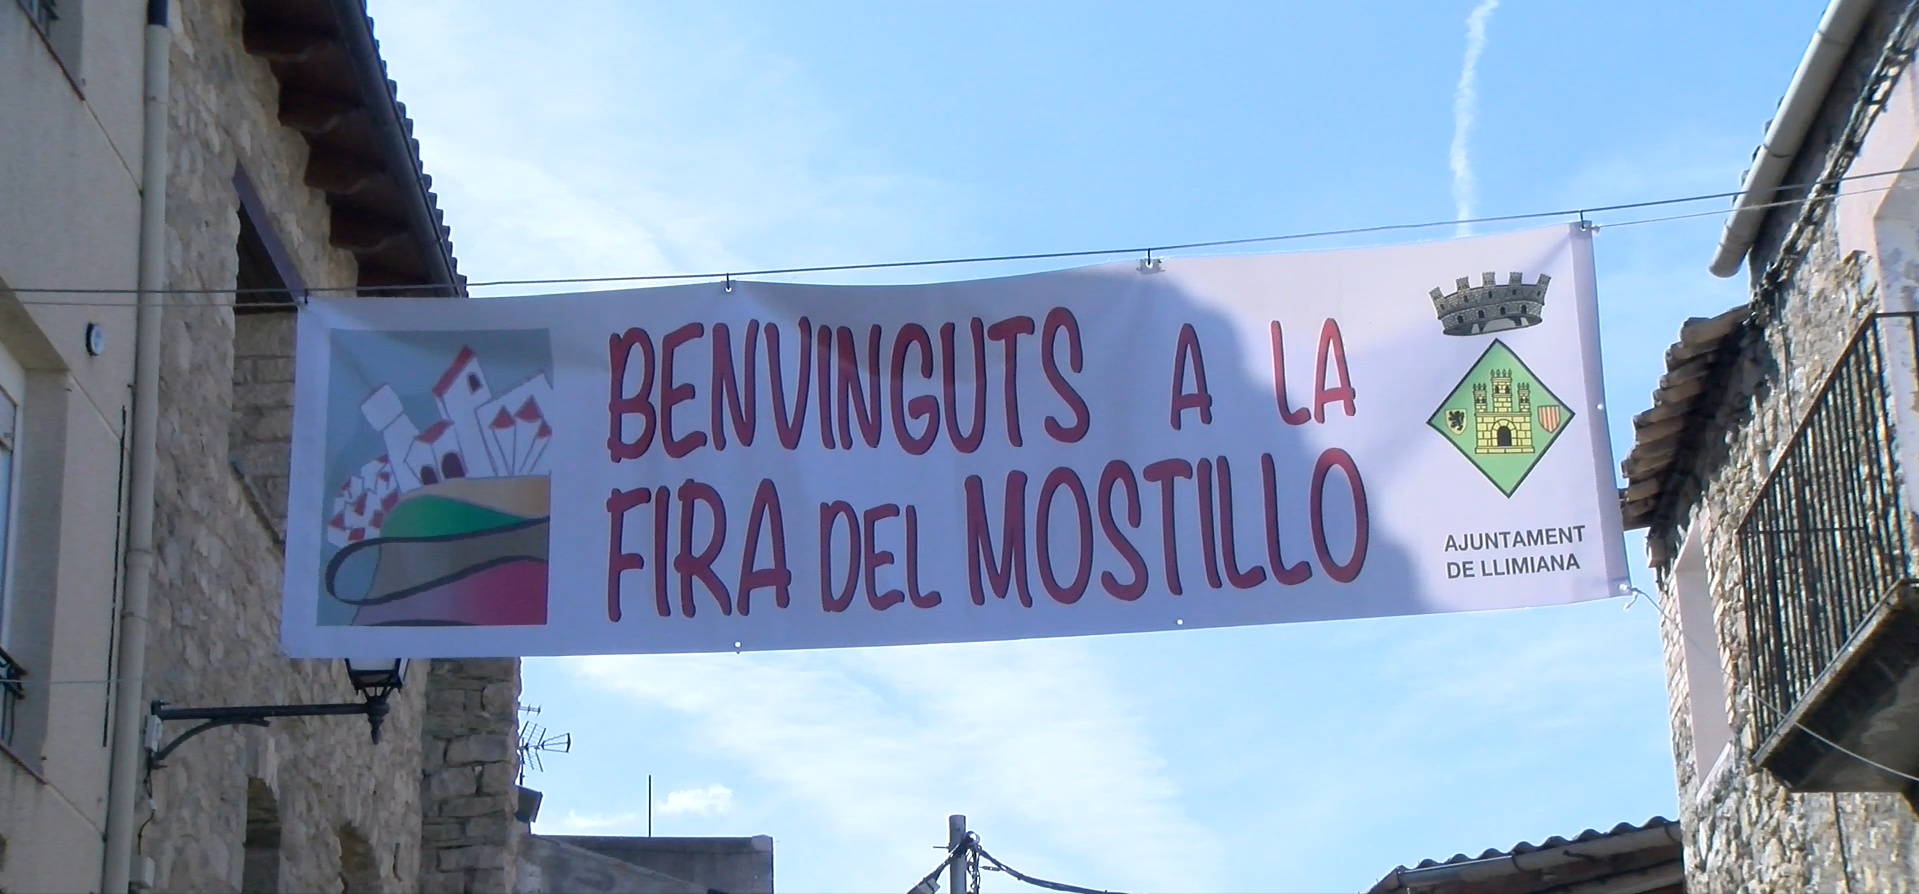 BENVINGUTS A LA
FIRA DEL MOSTILLO
AJUNTAMENT
DE LLIMIANA